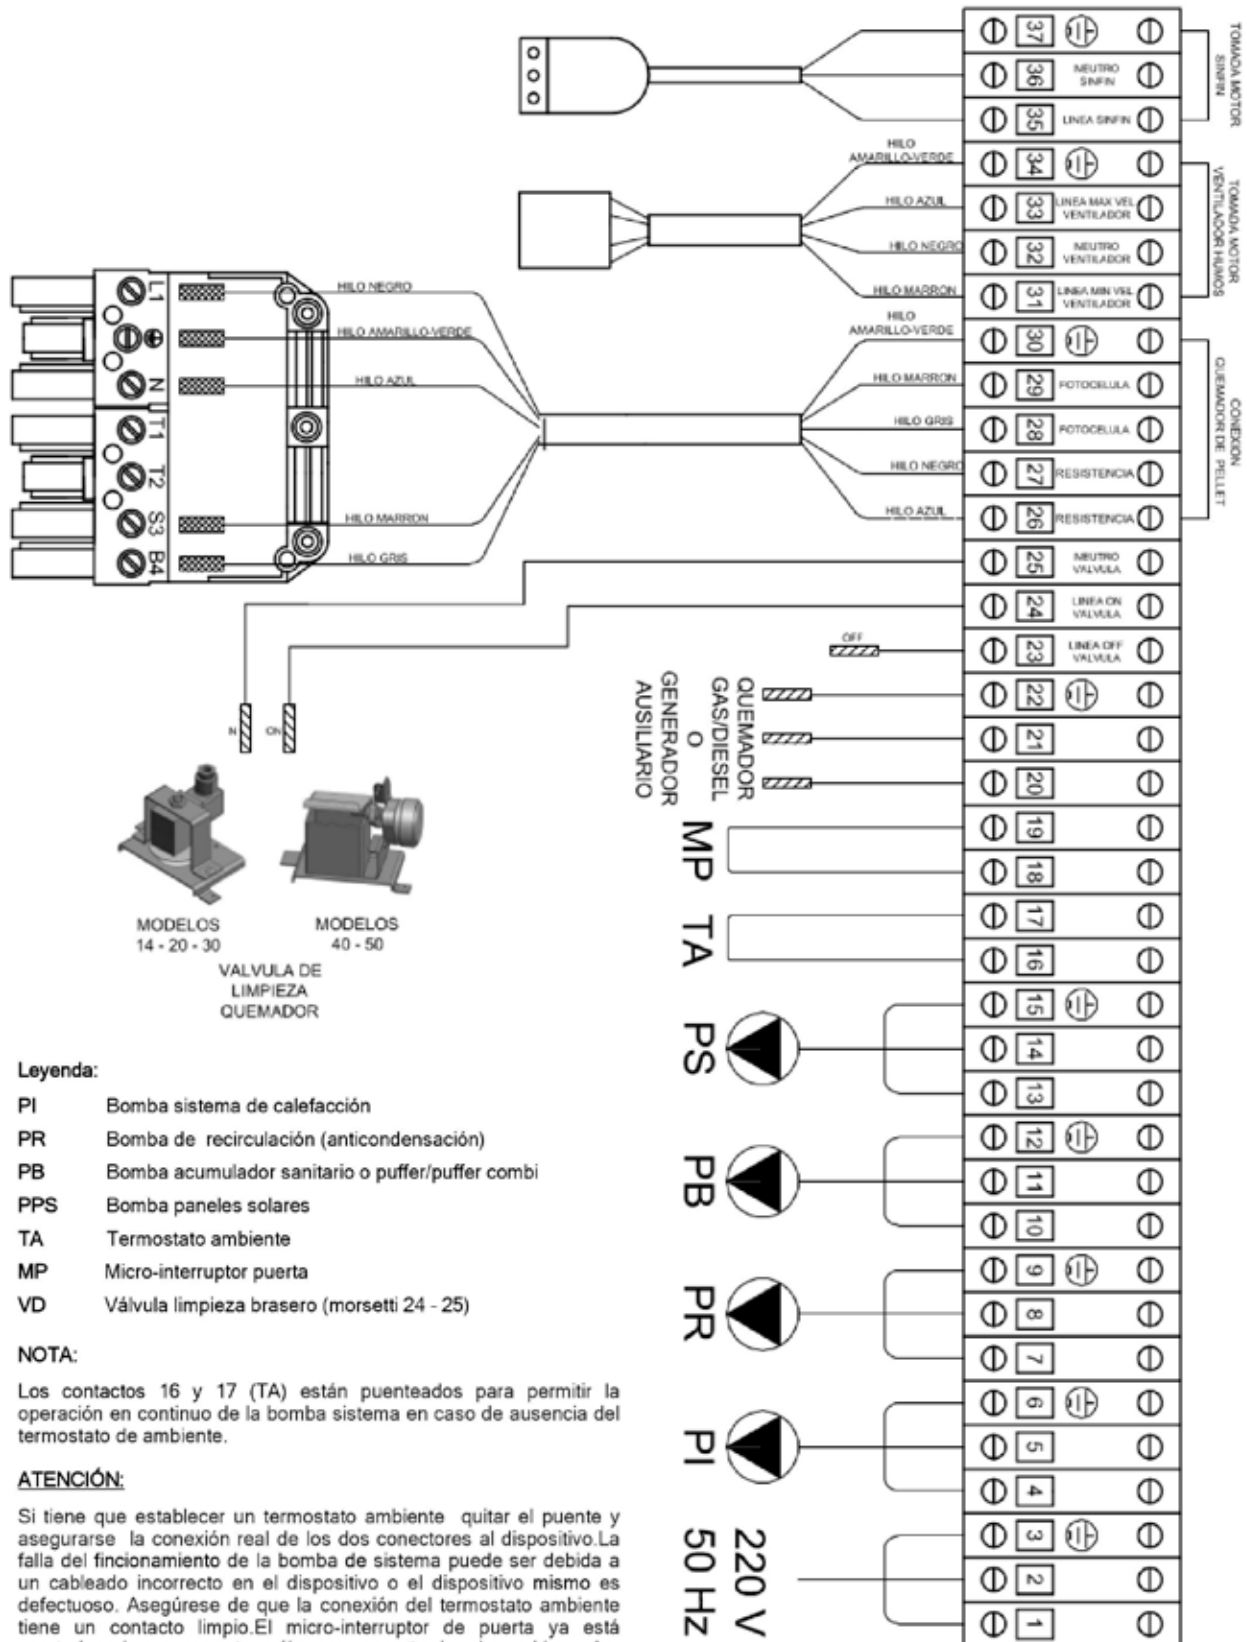 37
36
NEUTRO
SINFIN
35
LINEA SINFIN
TOMADA MOTOR
SINFIN
HILO
AMARILLO-VERDE
34
HILO AZUL
33
LINEA MAX VEL
VENTILADOR
HILO NEGRO
32
NEUTRO
VENTILADOR
HILO MARRON
31
LINEA MIN VEL
VENTILADOR
TOMADA MOTOR
VENTILADOR HUMOS
HILO
AMARILLO-VERDE
30
HILO MARRON
29
FOTOCELULA
HILO GRIS
28
FOTOCELULA
HILO NEGRO
27
RESISTENCIA
HILO AZUL
26
RESISTENCIA
CONEXION
QUEMADOR DE PELLET
L1
HILO NEGRO
HILO AMARILLO-VERDE
N
HILO AZUL
T1
T2
S3
HILO MARRON
B4
HILO GRIS
25
NEUTRO
VALVULA
24
LINEA ON
VALVULA
OFF
23
LINEA OFF
VALVULA
N
ON
QUEMADOR
GAS/DIESEL
O
GENERADOR
AUSILIARIO
22
21
20
MP
19
18
TA
17
16
MODELOS
14 - 20 - 30
MODELOS
40 - 50
VALVULA DE
LIMPIEZA
QUEMADOR
PS
15
14
13
PB
12
11
10
PR
9
8
7
PI
6
5
4
220 V
50 Hz
3
2
1
Leyenda:
PI Bomba sistema de calefacción
PR Bomba de recirculación (anticondensación)
PB Bomba acumulador sanitario o puffer/puffer combi
PPS Bomba paneles solares
TA Termostato ambiente
MP Micro-interruptor puerta
VD Válvula limpieza brasero (morsetti 24 - 25)
NOTA:
Los contactos 16 y 17 (TA) están puenteados para permitir la
operación en continuo de la bomba sistema en caso de ausencia del
termostato de ambiente.
ATENCIÓN:
Si tiene que establecer un termostato ambiente quitar el puente y
asegurarse la conexión real de los dos conectores al dispositivo.La
falla del fincionamiento de la bomba de sistema puede ser debida a
un cableado incorrecto en el dispositivo o el dispositivo mismo es
defectuoso. Asegúrese de que la conexión del termostato ambiente
tiene un contacto limpio.El micro-interruptor de puerta ya está